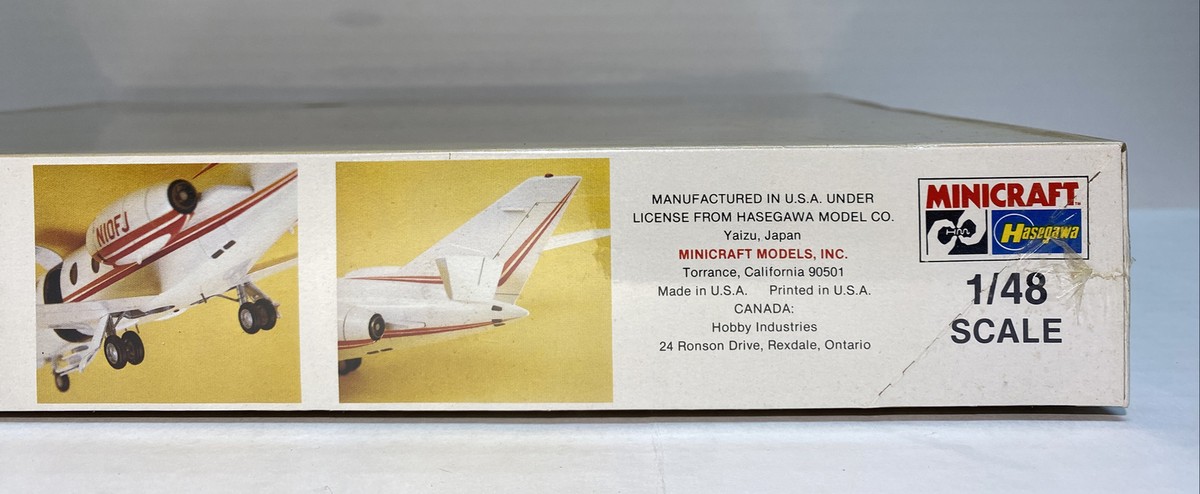 N10FJ
MANUFACTURED IN U.S.A. UNDER
LICENSE FROM HASEGAWA MODEL CO.
Yaizu, Japan
MINICRAFT MODELS, INC.
Torrance, California 90501
Made in U.S.A. Printed in U.S.A.
CANADA:
Hobby Industries
24 Ronson Drive, Rexdale, Ontario
MINICRAFT™
Hasegawa
1/48
SCALE